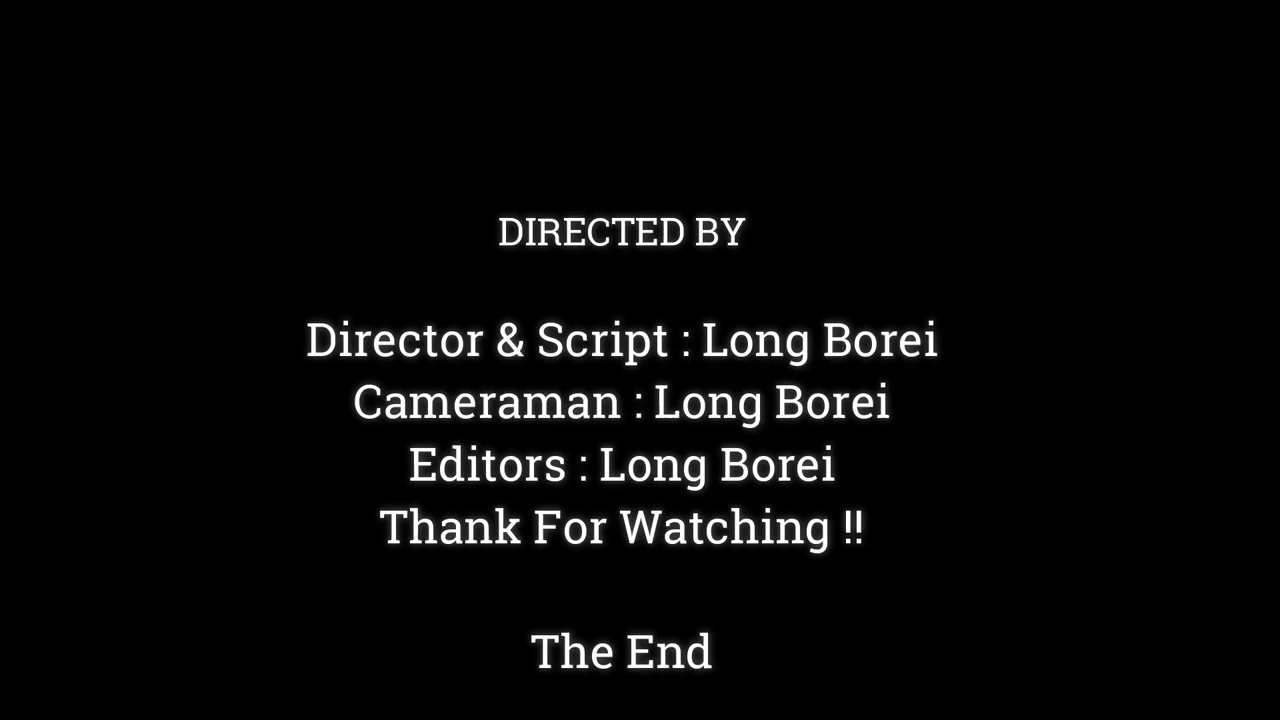 DIRECTED BY
Director & Script : Long Borei
Cameraman : Long Borei
Editors : Long Borei
Thank For Watching !!
The End